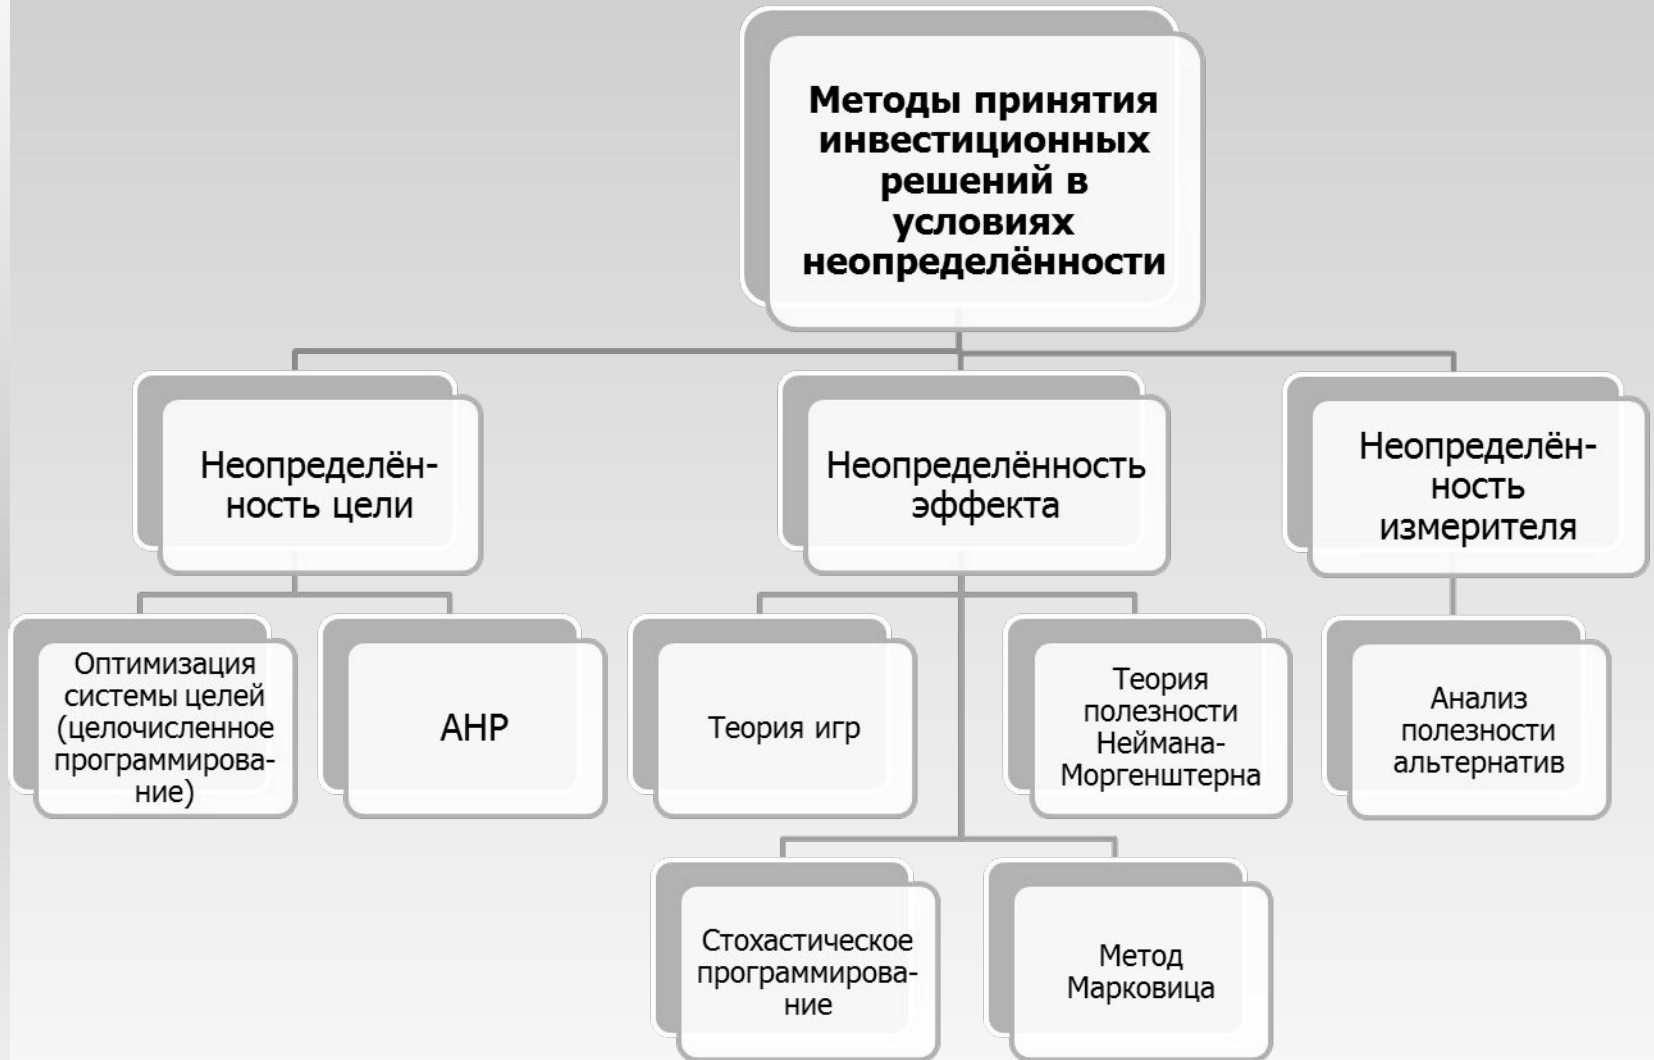 Методы принятия
инвестиционных
решений в
условиях
неопределённости
Неопределён-
ность цели
Неопределённость
эффекта
Неопределён-
ность
измерителя
Оптимизация
системы целей
(целочисленное
программирова-
ние)
АНР
Теория игр
Теория
полезности
Неймана-
Моргенштерна
Анализ
полезности
альтернатив
Стохастическое
программирова-
ние
Метод
Марковица